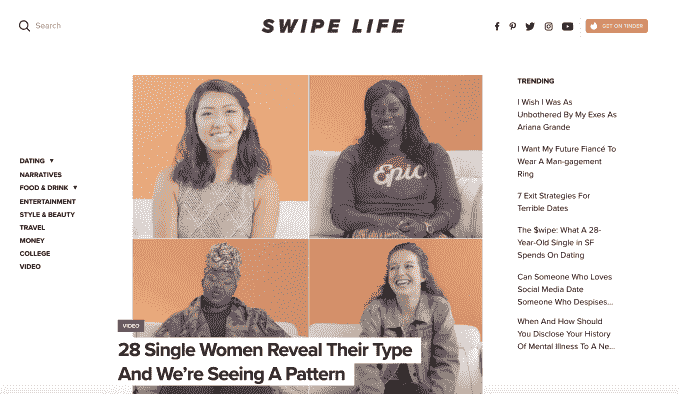 Search
SWIPE LIFE
GET ON TINDER
DATING
NARRATIVES
FOOD & DRINK
ENTERTAINMENT
STYLE & BEAUTY
TRAVEL
MONEY
COLLEGE
VIDEO
Epic
VIDEO
28 Single Women Reveal Their Type
And We're Seeing A Pattern
TRENDING
I Wish I Was As
Unbothered By My Exes As
Ariana Grande
I Want My Future Fiancé To
Wear A Man-gagement
Ring
7 Exit Strategies For
Terrible Dates
The $wipe: What A 28-
Year-Old Single in SF
Spends On Dating
Can Someone Who Loves
Social Media Date
Someone Who Despises...
When And How Should
You Disclose Your History
Of Mental Illness To A Ne...